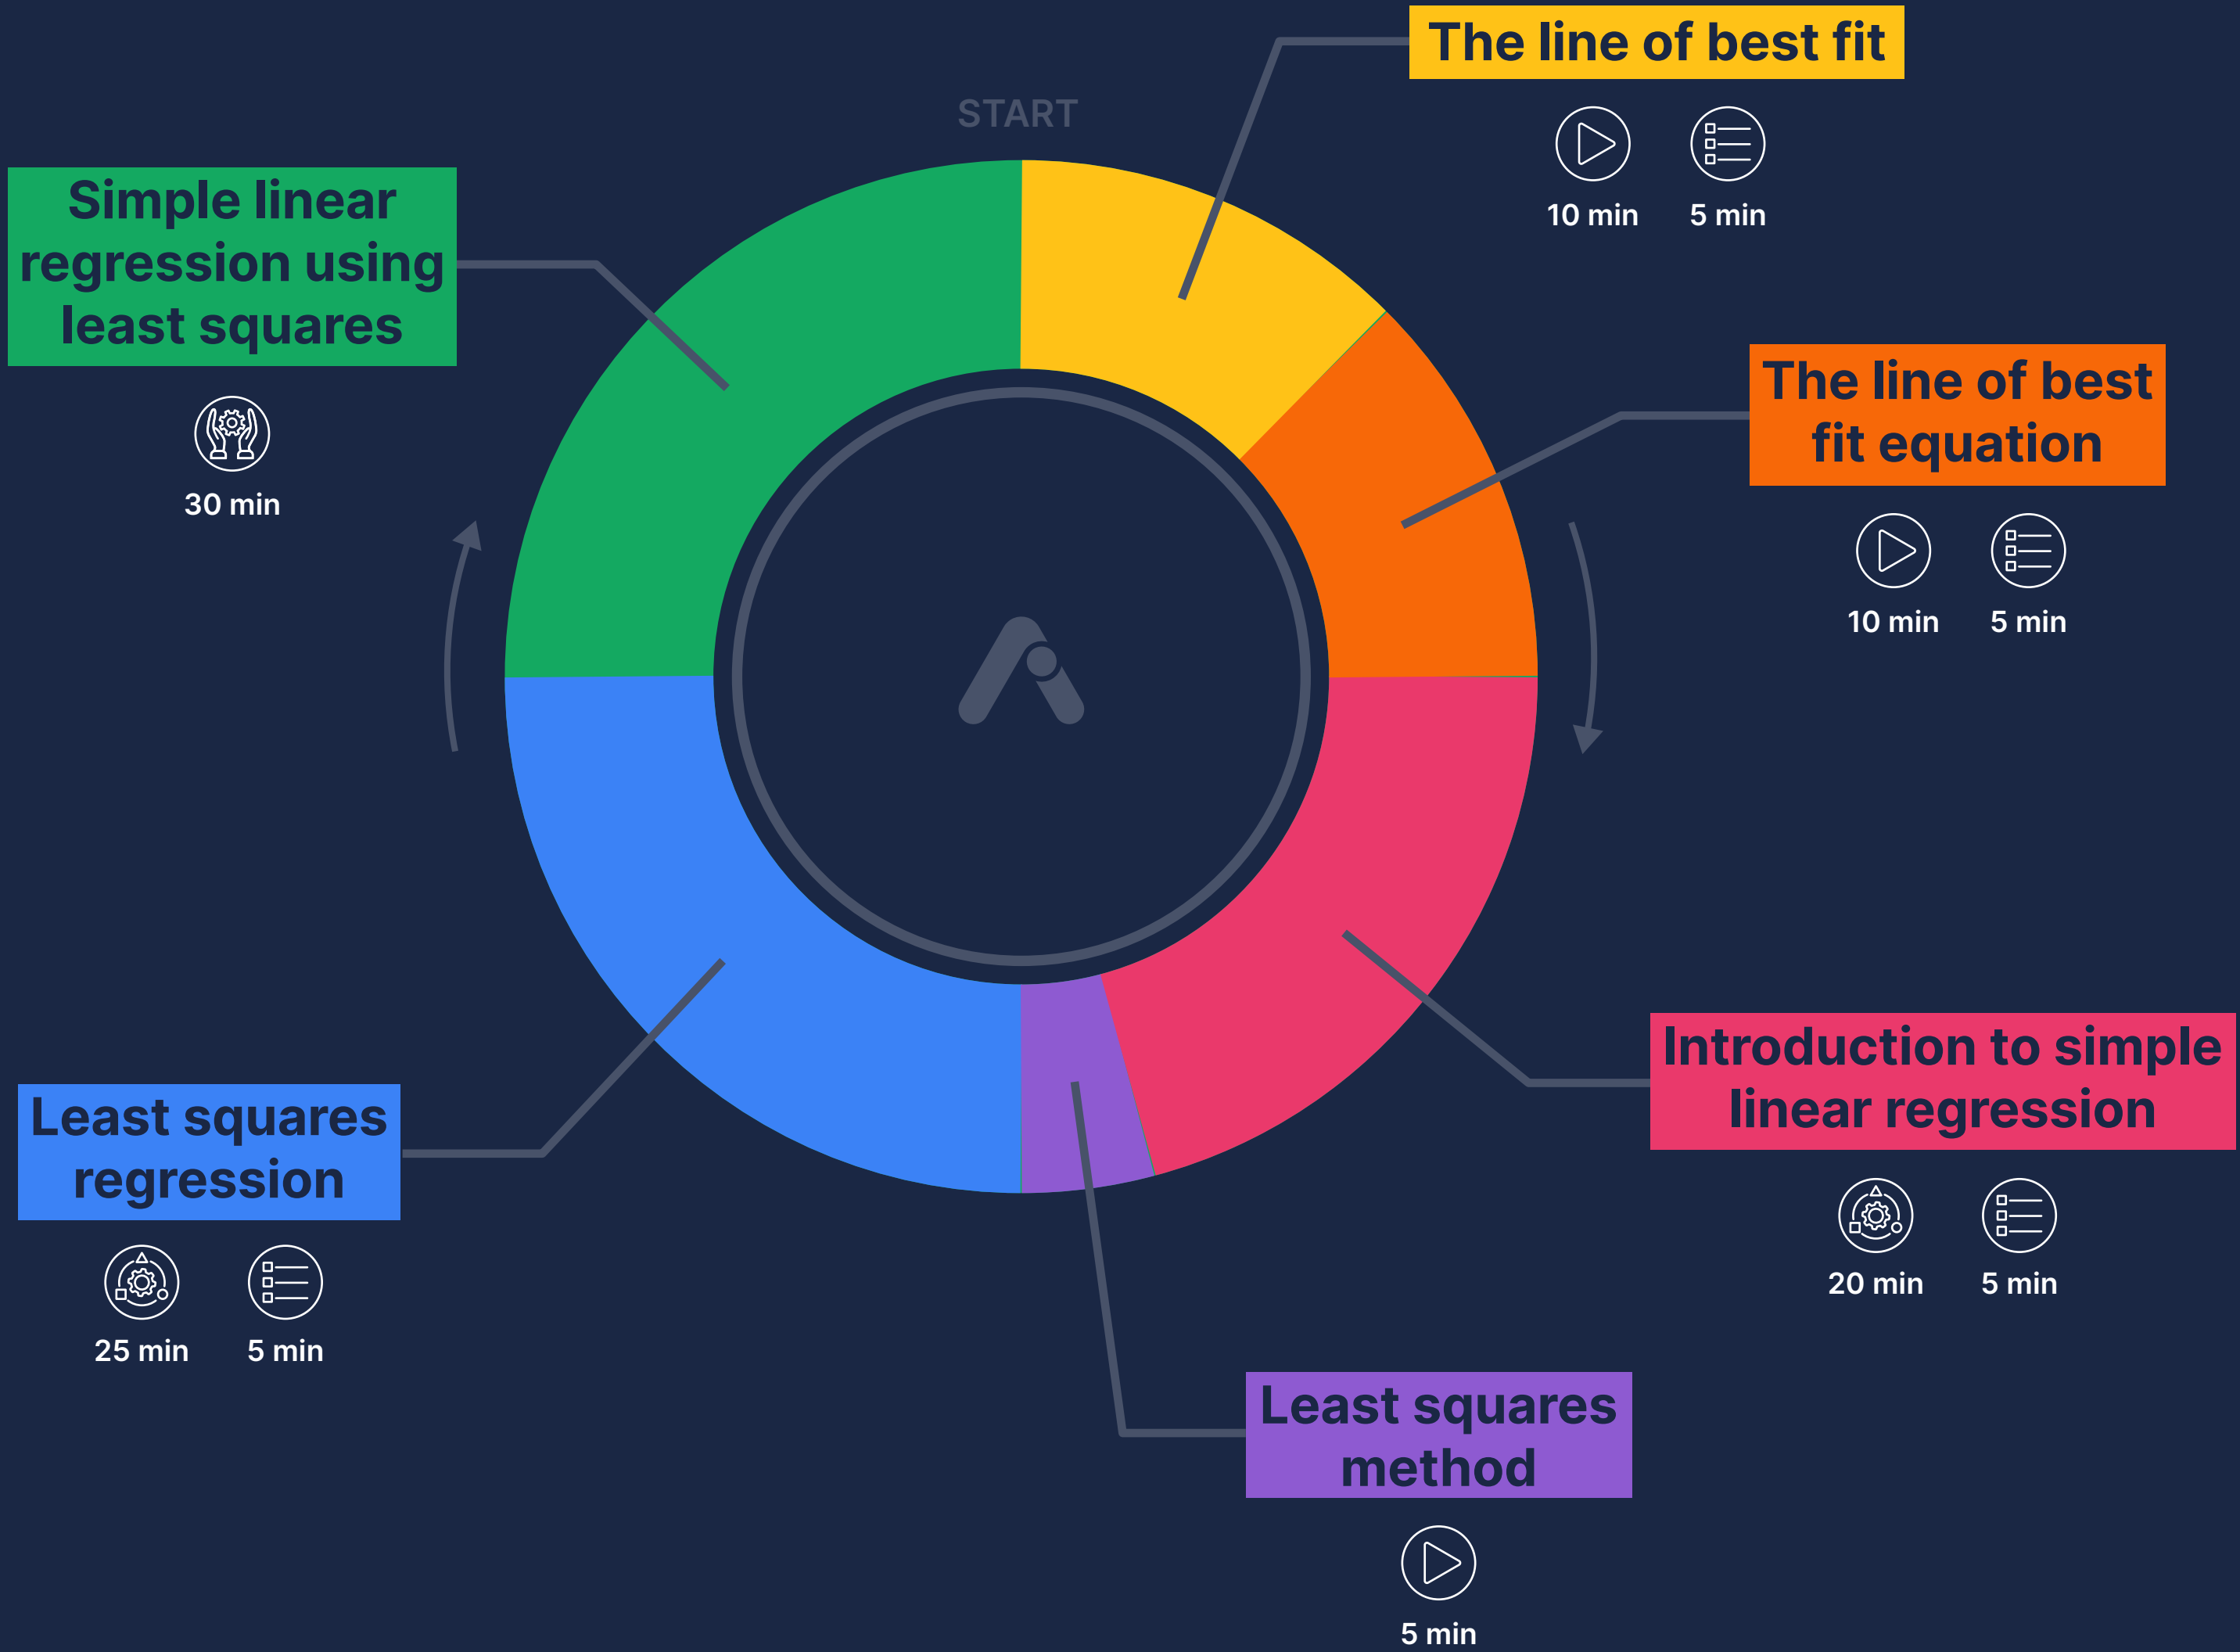 START
The line of best fit
10 min
5 min
The line of best
fit equation
10 min
5 min
Introduction to simple
linear regression
20 min
5 min
Least squares
method
5 min
Least squares
regression
25 min
5 min
Simple linear
regression using
least squares
30 min